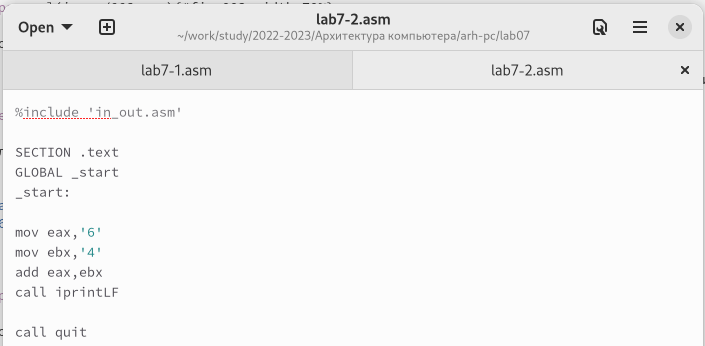 lab7-2.asm
Open
~/work/study/2022-2023/Архитектура компьютера/arh-pc/lab07
lab7-1.asm
lab7-2.asm
%include 'in_out.asm'
SECTION .text
GLOBAL _start
_start:
mov eax,'6'
mov ebx,'4'
add eax,ebx
call iprintLF
call quit